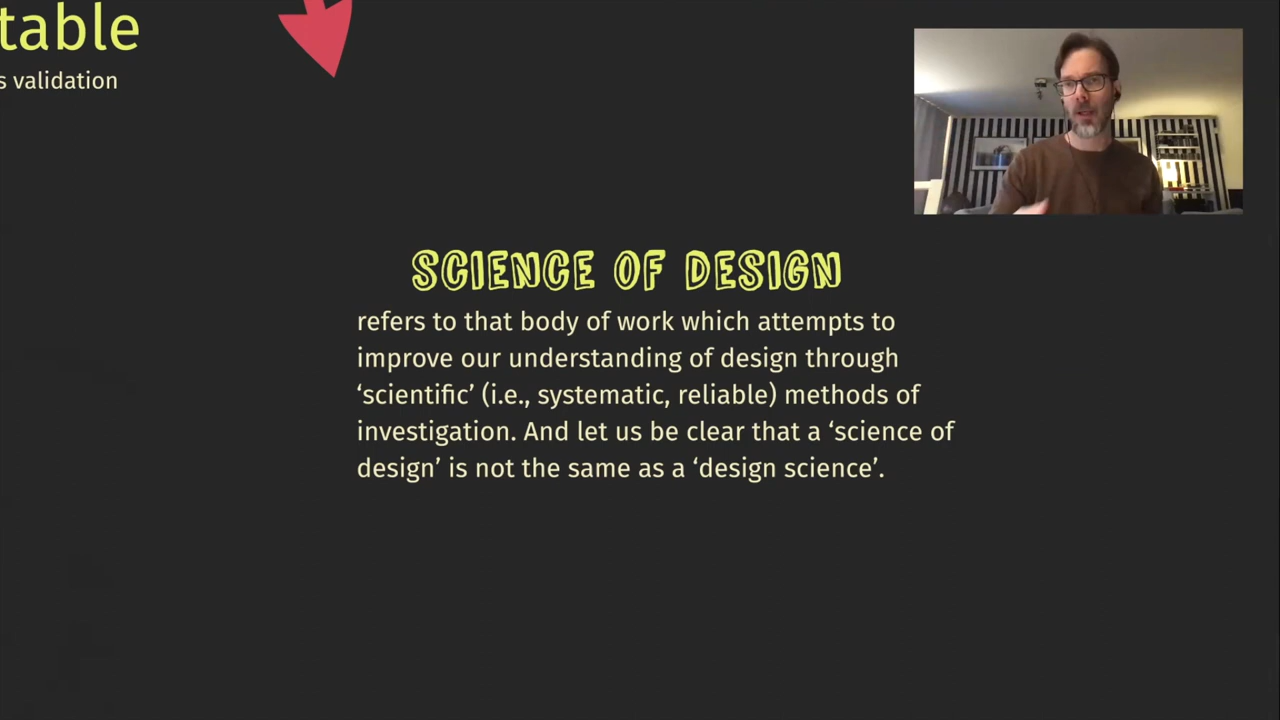 table
s validation
SCIENCE OF DESIGN
refers to that body of work which attempts to
improve our understanding of design through
‘scientific’ (i.e., systematic, reliable) methods of
investigation. And let us be clear that a ‘science of
design’ is not the same as a ‘design science’.